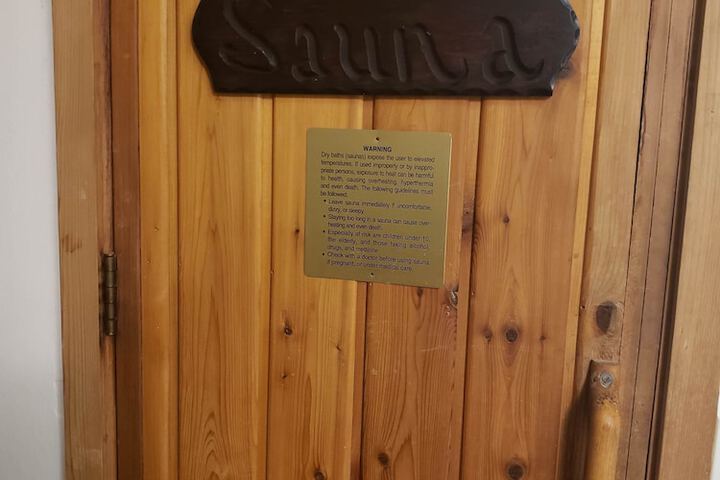 Sauna
WARNING
Dry baths (saunas) expose the user to elevated
temperatures. If used improperly or by inappro-
priate persons, exposure to heat can be harmful
to health, causing overheating, hyperthermia
and even death. The following guidelines must
be followed:
• Leave sauna immediately if uncomfortable,
dizzy, or sleepy.
• Staying too long in a sauna can cause over-
heating and even death.
• Especially at risk are children under 10,
the elderly, and those taking alcohol,
drugs, and medicine.
• Check with a doctor before using sauna
if pregnant, or under medical care.